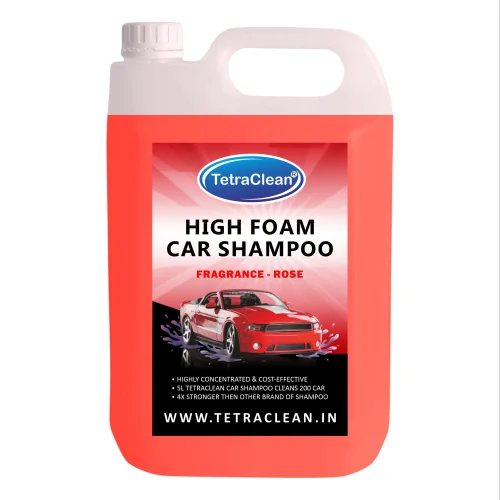 TetraClean®
HIGH FOAM
CAR SHAMPOO
FRAGRANCE - ROSE
• HIGHLY CONCENTRATED & COST-EFFECTIVE
• 5L TETRACLEAN CAR SHAMPOO CLEANS 200 CAR
• 4X STRONGER THEN OTHER BRAND OF SHAMPOO
WWW.TETRACLEAN.IN